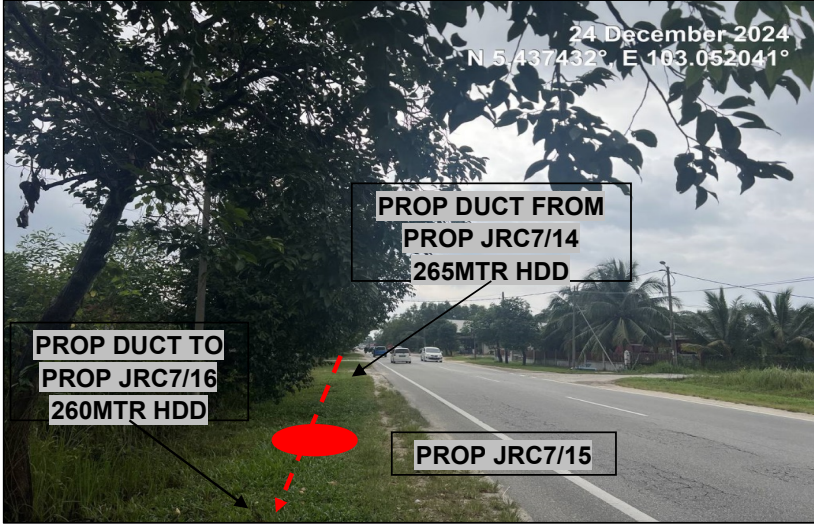 24 December 2024
N 5.437432°, E 103.052041°
PROP DUCT FROM
PROP JRC7/14
265MTR HDD
PROP DUCT TO
PROP JRC7/16
260MTR HDD
PROP JRC7/15